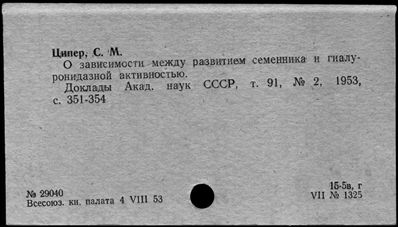 Ципер, С. М.
О зависимости между развитием семенника и гиалу-
ронидазной активностью.
Доклады Акад. наук СССР, т. 91, № 2, 1953,
с. 351-354
№ 29040
Всесоюз. кн. палата 4 VIII 53
15-5в, г
VII № 1325